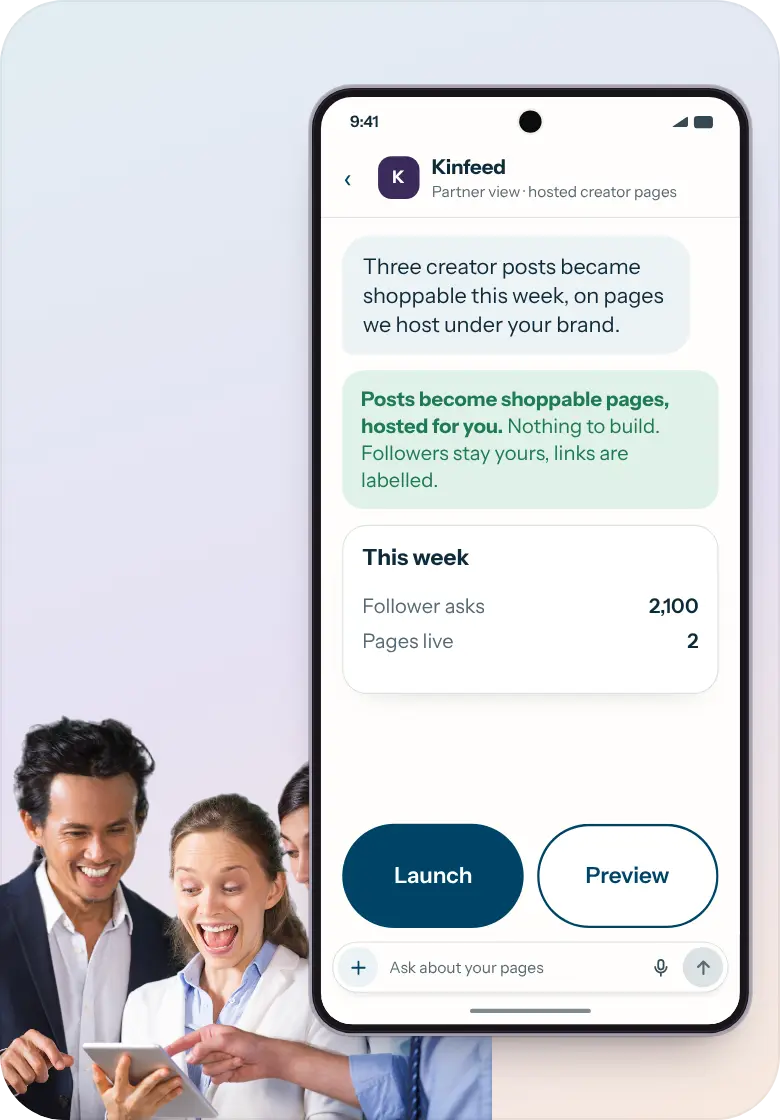 9:41
K
Kinfeed
Partner view · hosted creator pages
Three creator posts became
shoppable this week, on pages
we host under your brand.
Posts become shoppable pages,
hosted for you. Nothing to build.
Followers stay yours, links are
labelled.
This week
Follower asks 2,100
Pages live 2
Launch Preview
Ask about your pages